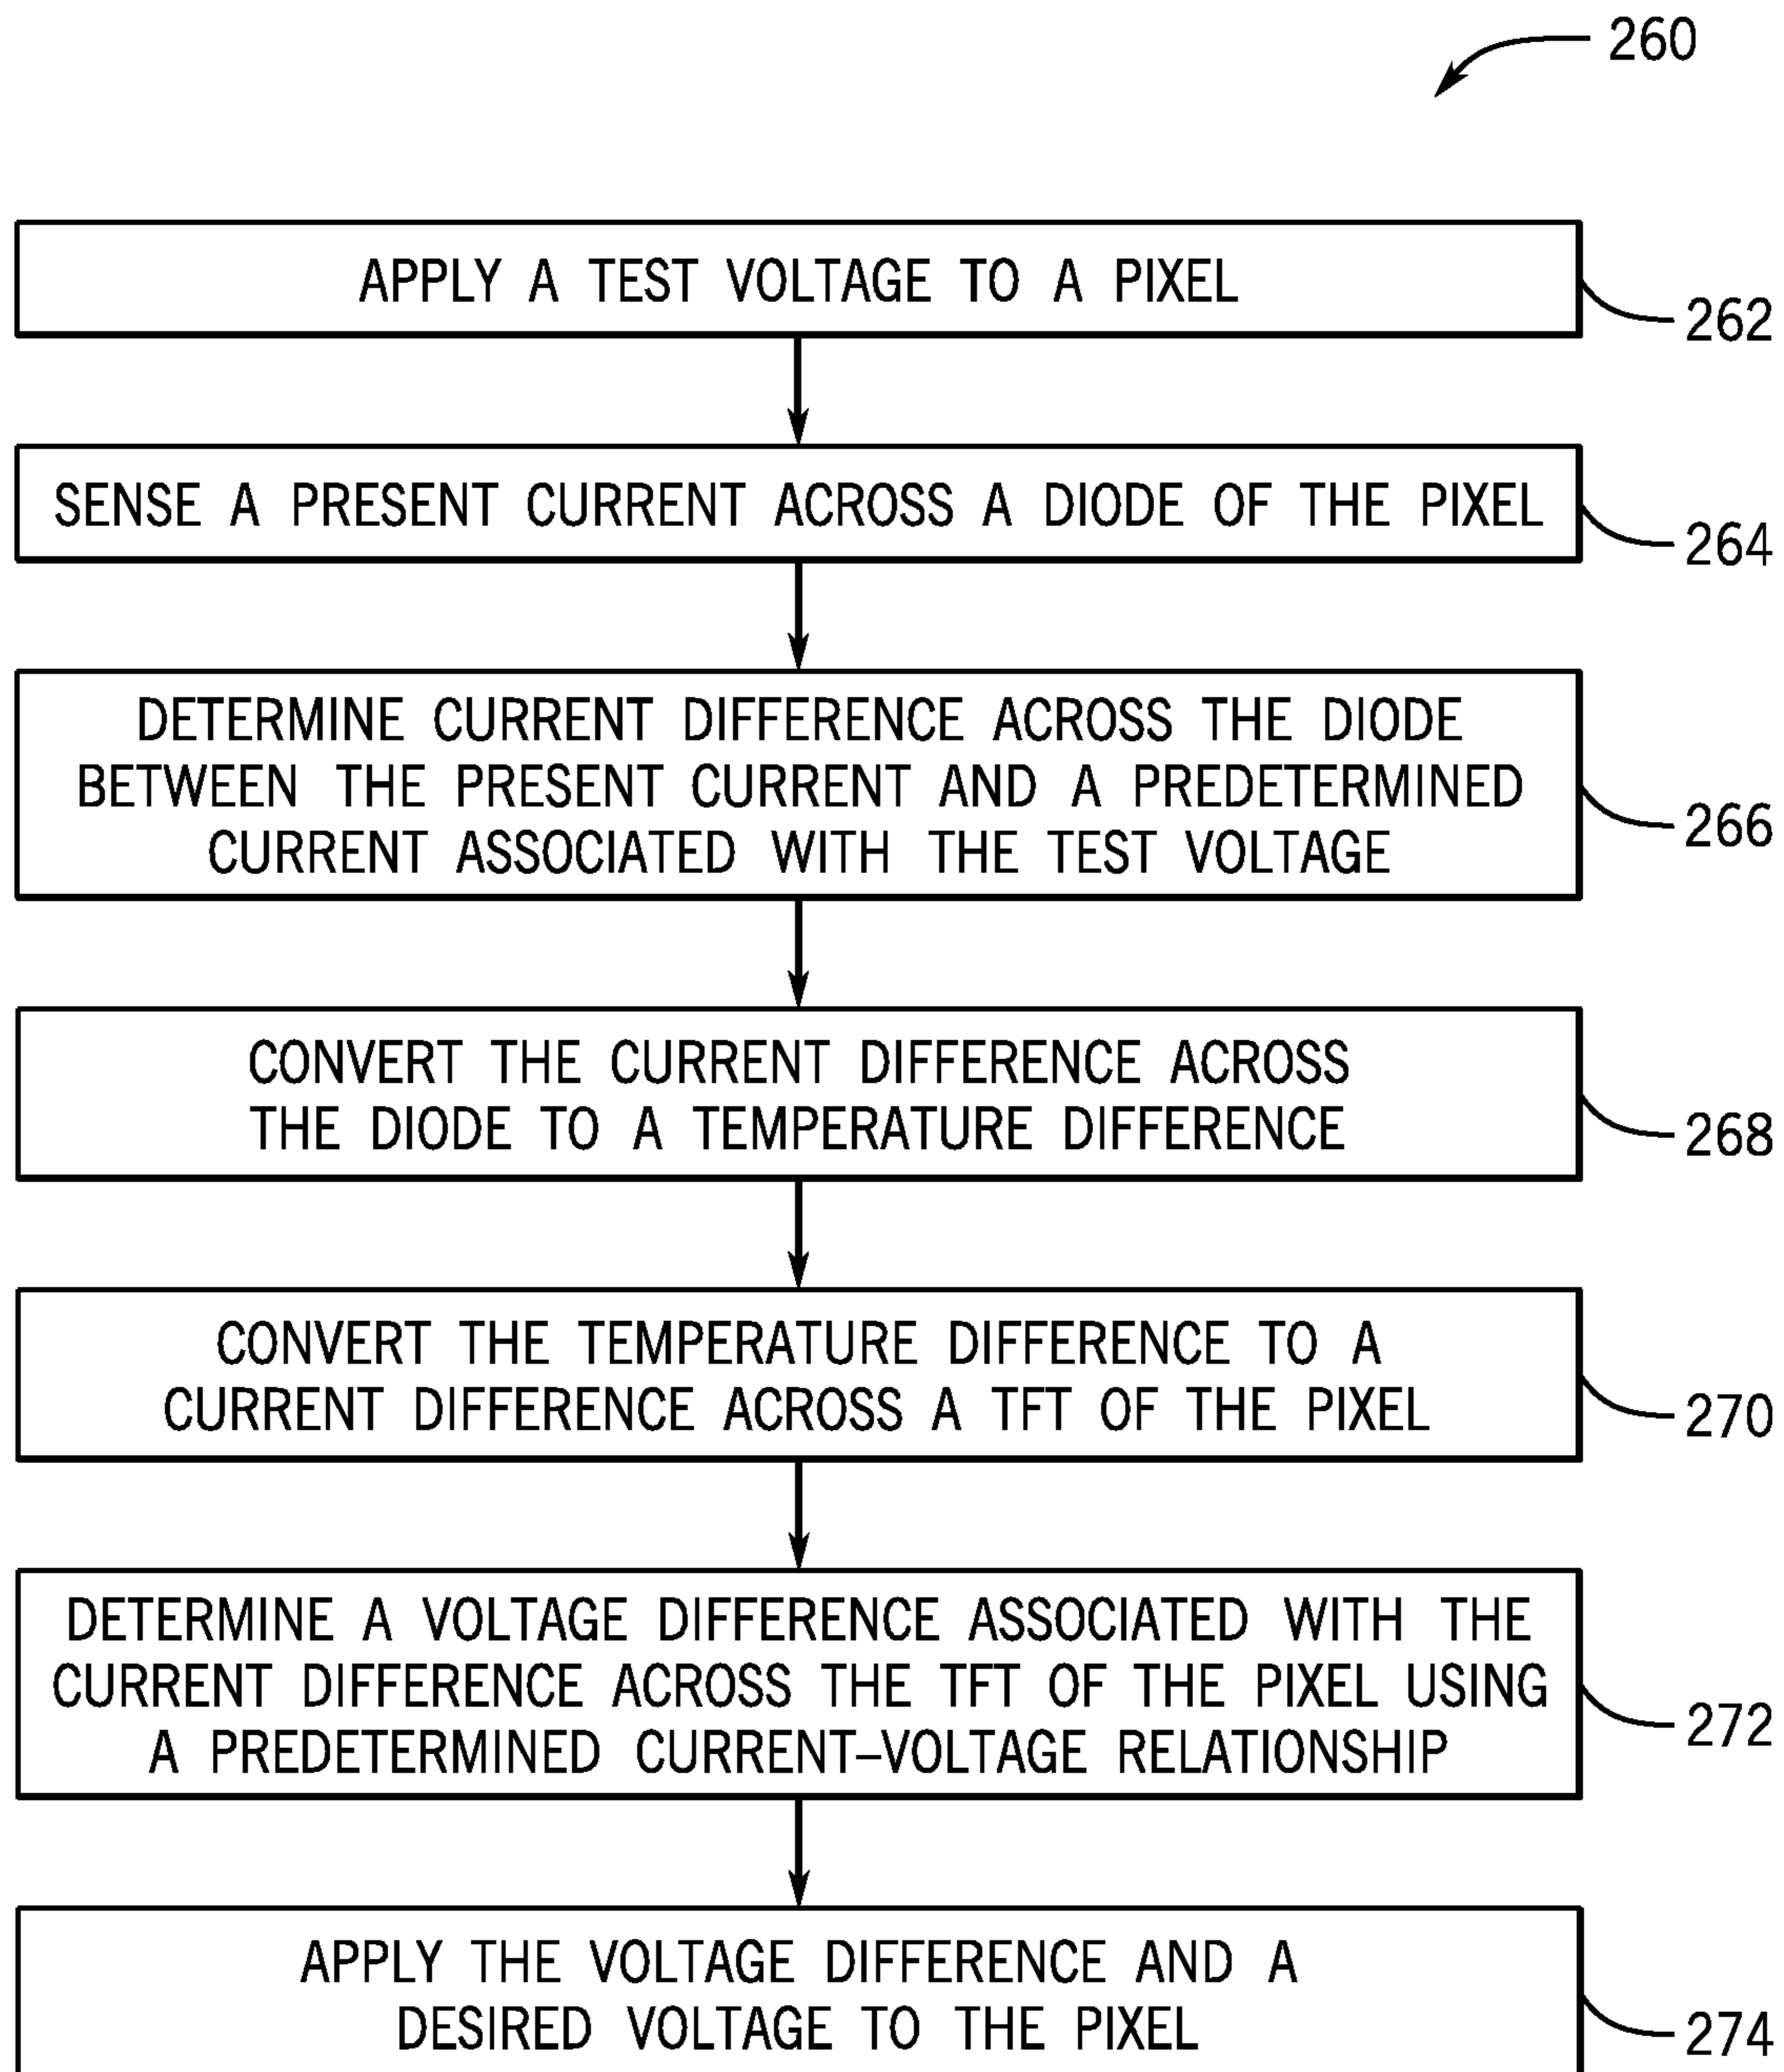 260
APPLY A TEST VOLTAGE TO A PIXEL
262
SENSE A PRESENT CURRENT ACROSS A DIODE OF THE PIXEL
264
DETERMINE CURRENT DIFFERENCE ACROSS THE DIODE
BETWEEN THE PRESENT CURRENT AND A PREDETERMINED
CURRENT ASSOCIATED WITH THE TEST VOLTAGE
266
CONVERT THE CURRENT DIFFERENCE ACROSS
THE DIODE TO A TEMPERATURE DIFFERENCE
268
CONVERT THE TEMPERATURE DIFFERENCE TO A
CURRENT DIFFERENCE ACROSS A TFT OF THE PIXEL
270
DETERMINE A VOLTAGE DIFFERENCE ASSOCIATED WITH THE
CURRENT DIFFERENCE ACROSS THE TFT OF THE PIXEL USING
A PREDETERMINED CURRENT–VOLTAGE RELATIONSHIP
272
APPLY THE VOLTAGE DIFFERENCE AND A
DESIRED VOLTAGE TO THE PIXEL
274